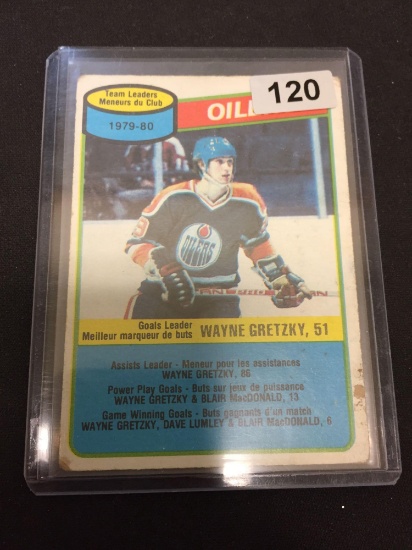 Team Leaders
Meneurs du Club
1979-80
120
OILERS
Goals Leader
Meilleur marqueur de buts
WAYNE GRETZKY, 51
Assists Leader - Meneur pour les assistances
WAYNE GRETZKY, 86
Power Play Goals - Buts sur jeux de puissance
WAYNE GRETZKY & BLAIR MacDONALD, 13
Game Winning Goals - Buts gagnants d'un match
WAYNE GRETZKY, DAVE LUMLEY & BLAIR MacDONALD, 6